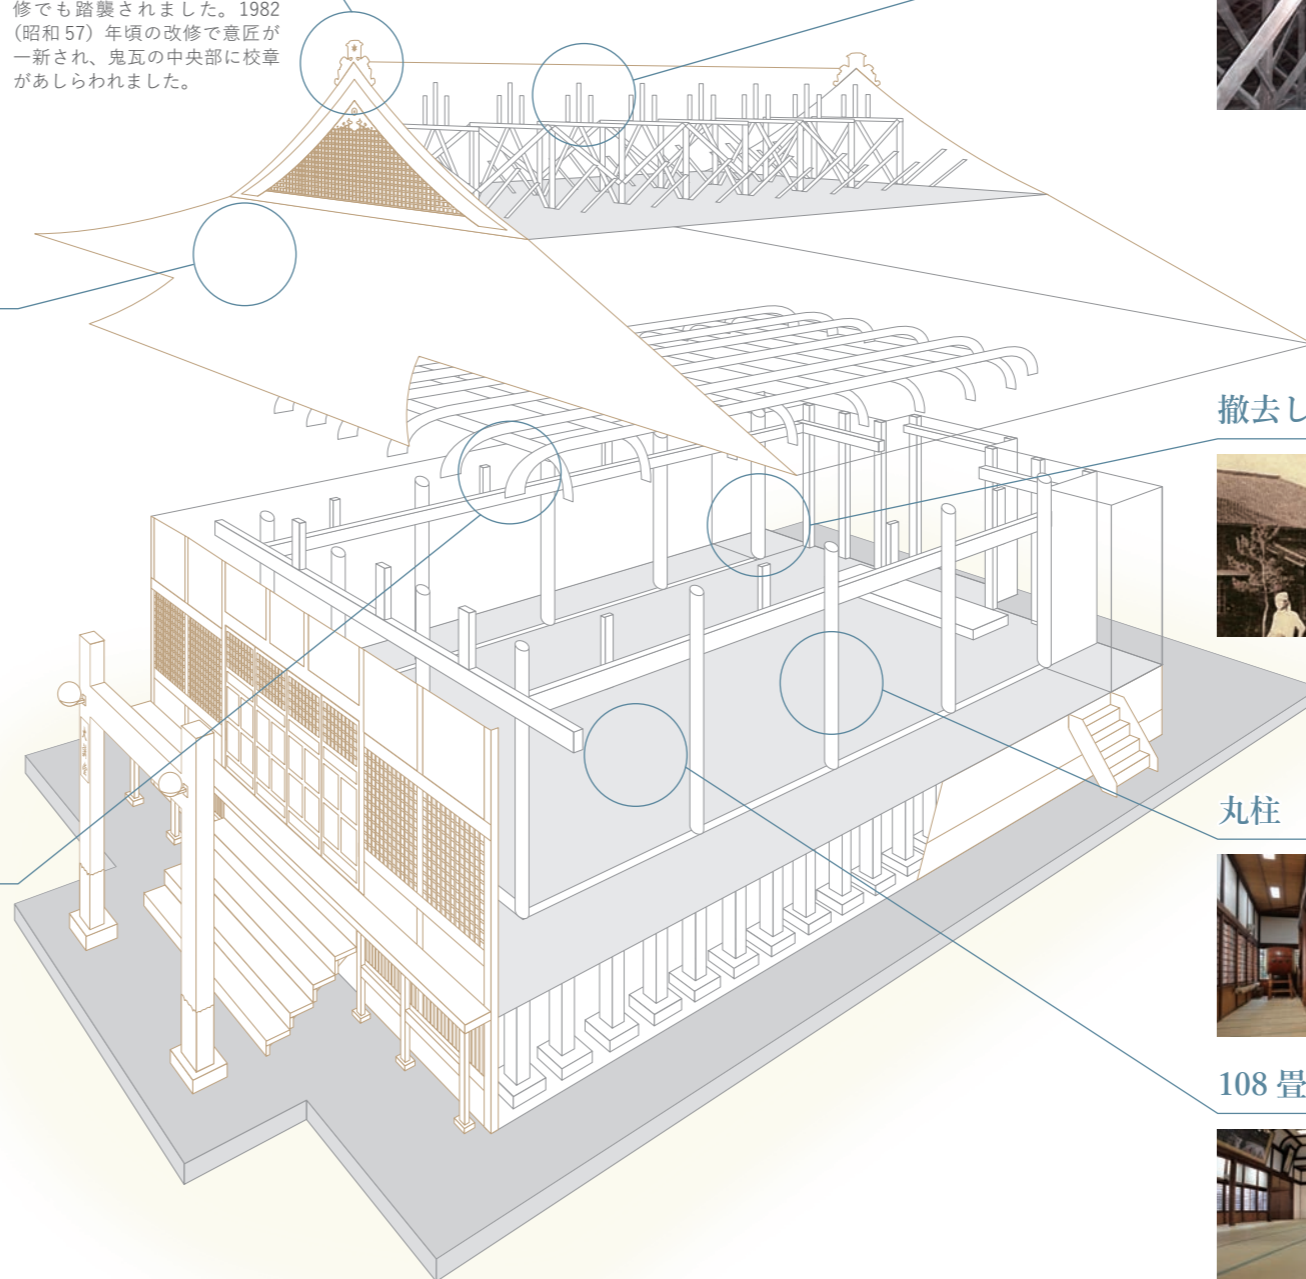 修でも踏襲されました。1982
(昭和 57) 年頃の改修で意匠が
一新され、鬼瓦の中央部に校章
があしらわれました。
撤去し
丸柱
108 畳